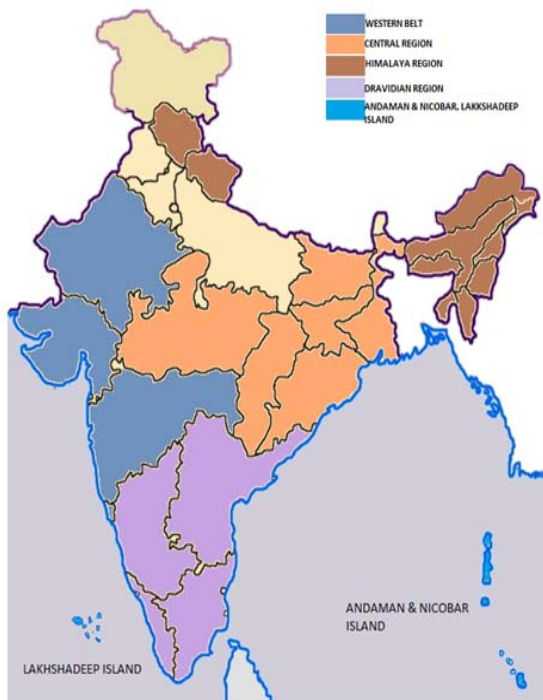 WESTERN BELT
CENTRAL REGION
HIMALAYA REGION
DRAVIDIAN REGION
ANDAMAN & NICOBAR, LAKKSHADEEP
ISLAND
ANDAMAN & NICOBAR
ISLAND
LAKHSHADEEP ISLAND